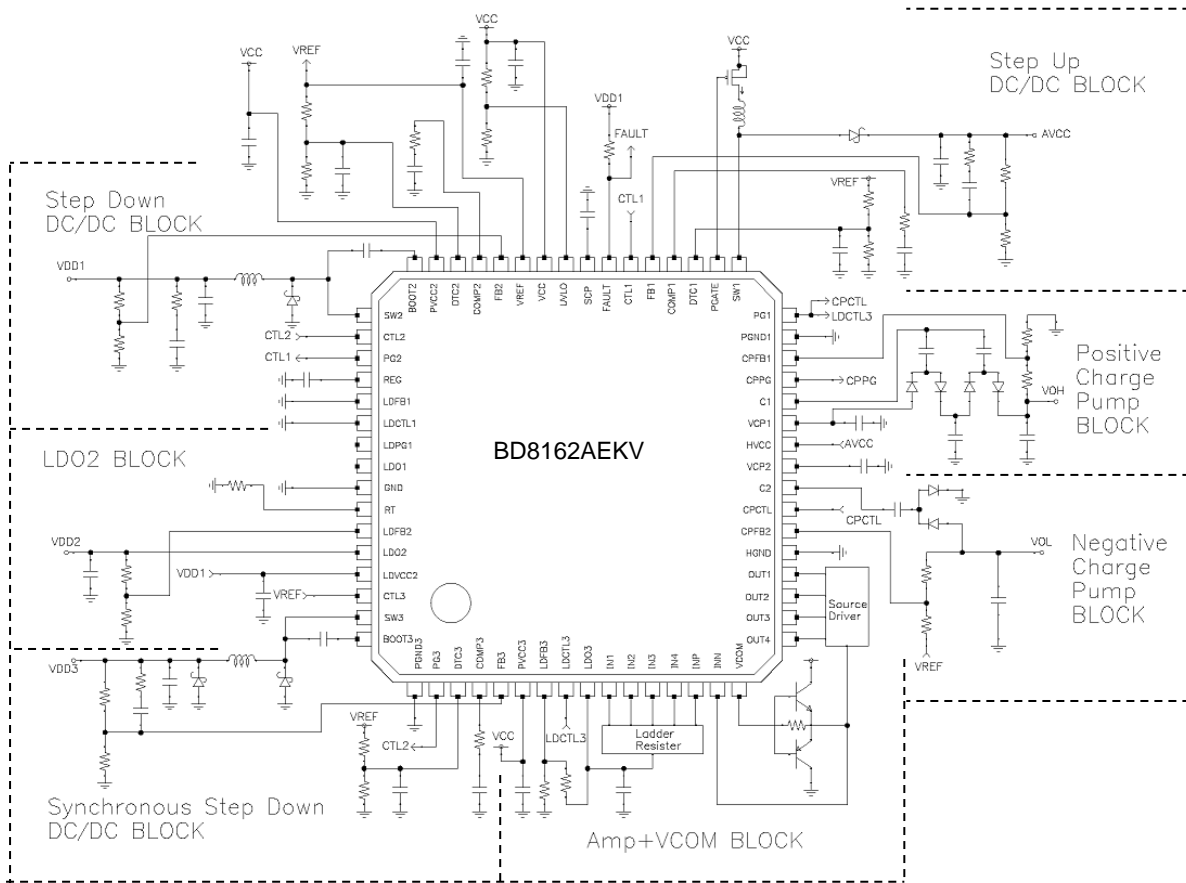 VCC
VREF
VCC
VDD1
FAULT
CTL1
VCC
Step Up
DC/DC BLOCK
AVCC
VREF
Step Down
DC/DC BLOCK
VDD1
BOOT2
PVCC2
DTC2
COMP2
FB2
VREF
VCC
UVLO
SCP
FAULT
CTL1
FB1
COMP1
DTC1
PGATE
SW1
SW2
CTL2
CTL2
CTL1
PG2
REG
LDFB1
LDCTL1
LDPG1
LDO1
GND
RT
LDFB2
LDO2
LDVCC2
CTL3
SW3
BOOT3
BD8162AEKV
PG1
PGND1
CPFB1
CPPG
C1
VCP1
HVCC
VCP2
C2
CPCTL
CPFB2
HGND
OUT1
OUT2
OUT3
OUT4
CPCTL
LDCTL3
CPPG
AVCC
CPCTL
VOH
Positive
Charge
Pump
BLOCK
VOL
Negative
Charge
Pump
BLOCK
VREF
Source
Driver
LDO2 BLOCK
VDD2
VDD1
VREF
VDD3
PGND3
PG3
DTC3
COMP3
FB3
PVCC3
LDFB3
LDCTL3
LDO3
IN1
IN2
IN3
IN4
INP
INN
VCOM
VREF
CTL2
VCC
LDCTL3
Ladder
Resister
Synchronous Step Down
DC/DC BLOCK
Amp+VCOM BLOCK